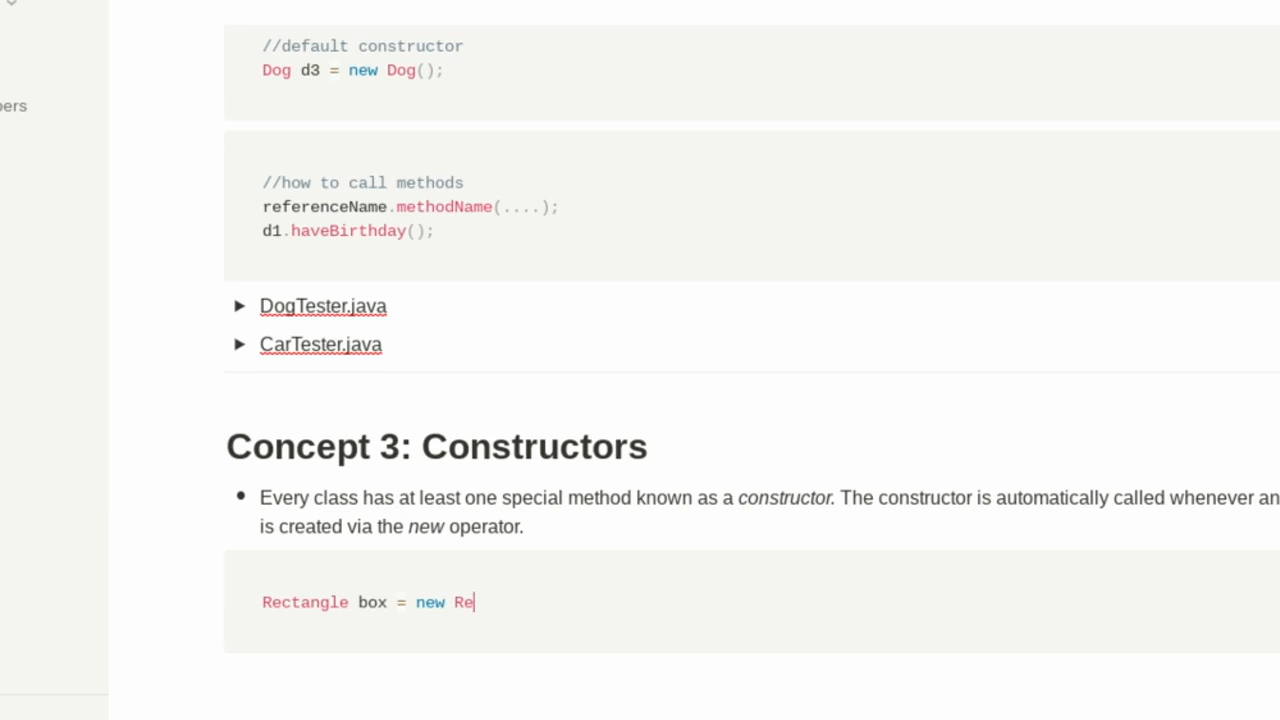 //default constructor
Dog d3 = new Dog();
pers
//how to call methods
referenceName.methodName(....);
d1.haveBirthday();
DogTester.java
CarTester.java
Concept 3: Constructors
Every class has at least one special method known as a constructor. The constructor is automatically called whenever an
is created via the new operator.
Rectangle box = new Re